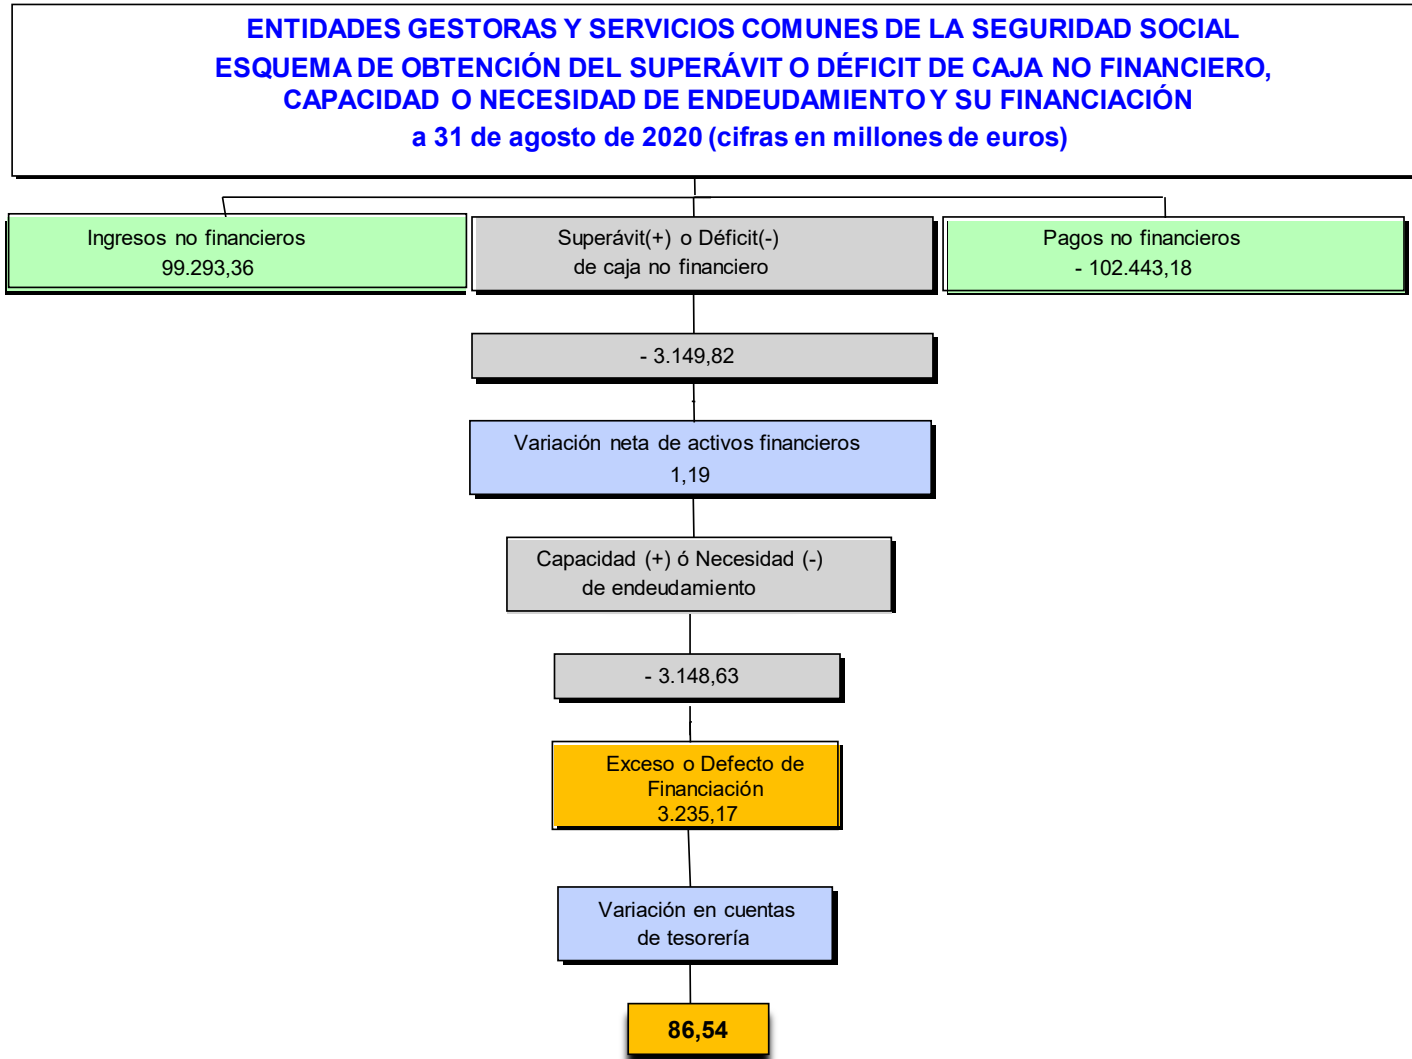 ENTIDADES GESTORAS Y SERVICIOS COMUNES DE LA SEGURIDAD SOCIAL
ESQUEMA DE OBTENCIÓN DEL SUPERÁVIT O DÉFICIT DE CAJA NO FINANCIERO,
CAPACIDAD O NECESIDAD DE ENDEUDAMIENTO Y SU FINANCIACIÓN
a 31 de agosto de 2020 (cifras en millones de euros)
Ingresos no financieros
99.293,36
Superávit(+) o Déficit(-)
de caja no financiero
Pagos no financieros
- 102.443,18
- 3.149,82
Variación neta de activos financieros
1,19
Capacidad (+) ó Necesidad (-)
de endeudamiento
- 3.148,63
Exceso o Defecto de
Financiación
3.235,17
Variación en cuentas
de tesorería
86,54